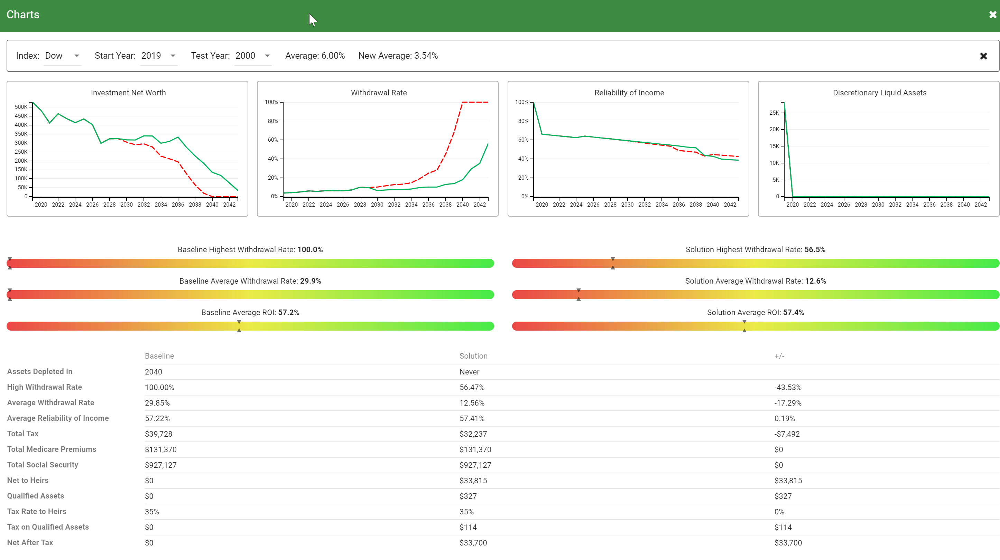 Charts
Index: Dow Start Year: 2019 Test Year: 2000 Average: 6.00% New Average: 3.54%
Investment Net Worth
500K
450K
400K
350K
300K
250K
200K
150K
100K
50K
0
2020 2022 2024 2026 2028 2030 2032 2034 2036 2038 2040 2042
Withdrawal Rate
100%
80%
60%
40%
20%
0%
2020 2022 2024 2026 2028 2030 2032 2034 2036 2038 2040 2042
Reliability of Income
100%
80%
60%
40%
20%
0%
2020 2022 2024 2026 2028 2030 2032 2034 2036 2038 2040 2042
Discretionary Liquid Assets
25K
20K
15K
10K
5K
0
2020 2022 2024 2026 2028 2030 2032 2034 2036 2038 2040 2042
Baseline Highest Withdrawal Rate: 100.0%
Solution Highest Withdrawal Rate: 56.5%
Baseline Average Withdrawal Rate: 29.9%
Solution Average Withdrawal Rate: 12.6%
Baseline Average ROI: 57.2%
Solution Average ROI: 57.4%
Baseline Solution +/-
Assets Depleted In 2040 Never
High Withdrawal Rate 100.00% 56.47% -43.53%
Average Withdrawal Rate 29.85% 12.56% -17.29%
Average Reliability of Income 57.22% 57.41% 0.19%
Total Tax $39,728 $32,237 -$7,492
Total Medicare Premiums $131,370 $131,370 $0
Total Social Security $927,127 $927,127 $0
Net to Heirs $0 $33,815 $33,815
Qualified Assets $0 $327 $327
Tax Rate to Heirs 35% 35% 0%
Tax on Qualified Assets $0 $114 $114
Net After Tax $0 $33,700 $33,700